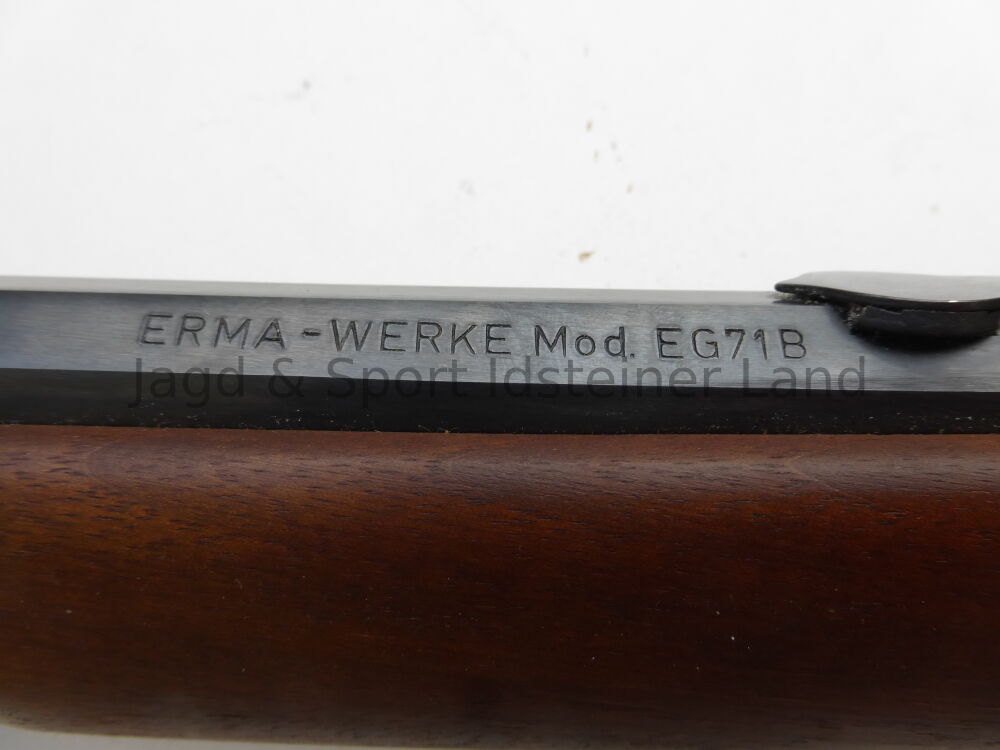 ERMA-WERKE Mod. EG71B
Jagd & Sport Idsteiner Land